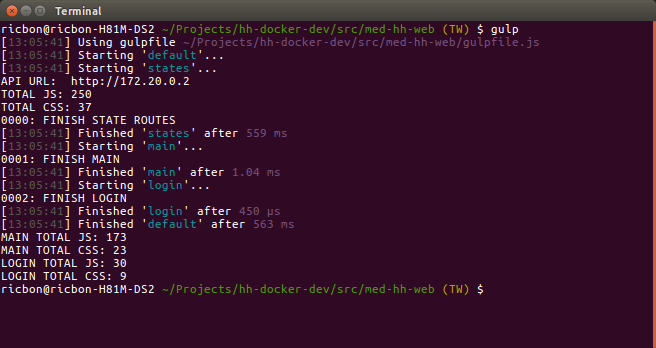 Terminal
ricbon@ricbon-H81M-DS2 ~/Projects/hh-docker-dev/src/med-hh-web (TW) $ gulp
[13:05:41] Using gulpfile ~/Projects/hh-docker-dev/src/med-hh-web/gulpfile.js
[13:05:41] Starting 'default'...
[13:05:41] Starting 'states'...
API URL:  http://172.20.0.2
TOTAL JS: 250
TOTAL CSS: 37
0000: FINISH STATE ROUTES
[13:05:41] Finished 'states' after 559 ms
[13:05:41] Starting 'main'...
0001: FINISH MAIN
[13:05:41] Finished 'main' after 1.04 ms
[13:05:41] Starting 'login'...
0002: FINISH LOGIN
[13:05:41] Finished 'login' after 450 μs
[13:05:41] Finished 'default' after 563 ms
MAIN TOTAL JS: 173
MAIN TOTAL CSS: 23
LOGIN TOTAL JS: 30
LOGIN TOTAL CSS: 9
ricbon@ricbon-H81M-DS2 ~/Projects/hh-docker-dev/src/med-hh-web (TW) $